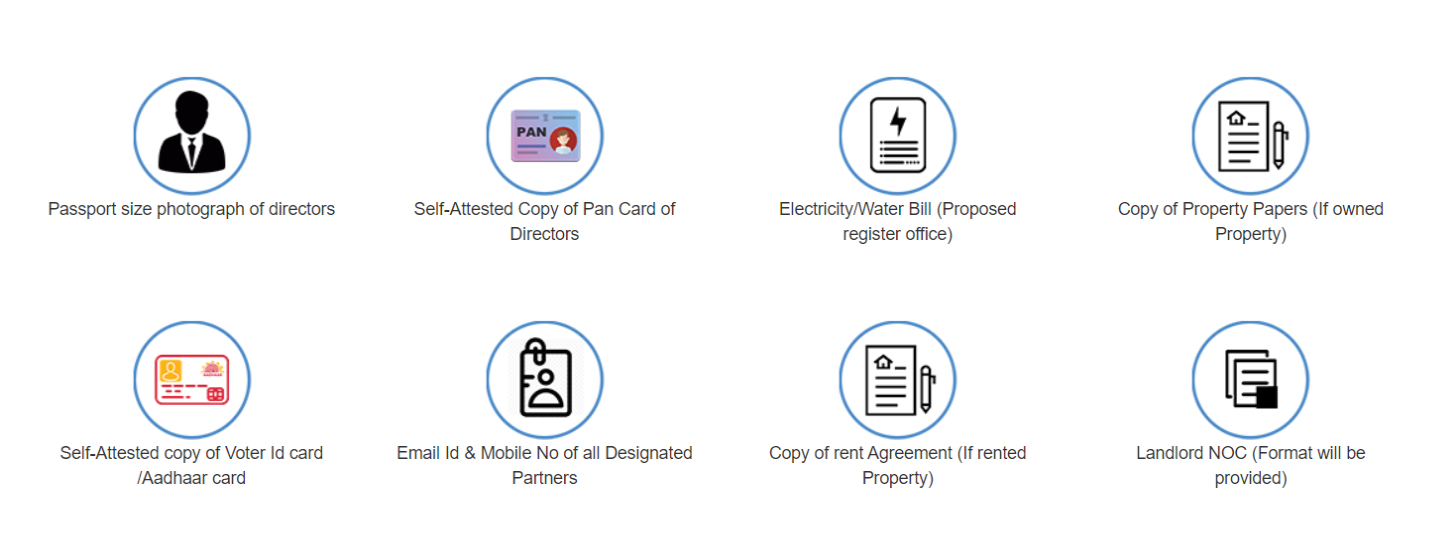 PAN
Passport size photograph of directors
Self-Attested Copy of Pan Card of
Directors
Electricity/Water Bill (Proposed
register office)
Copy of Property Papers (If owned
Property)
AADHAAR
Self-Attested copy of Voter Id card
/Aadhaar card
Email Id & Mobile No of all Designated
Partners
Copy of rent Agreement (If rented
Property)
Landlord NOC (Format will be
provided)